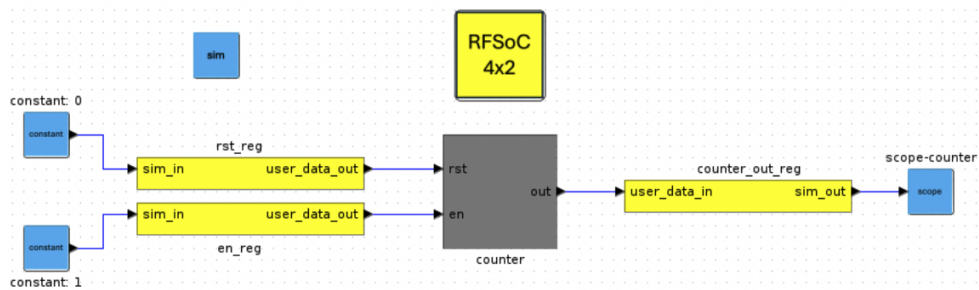 sim
RFSoC
4x2
constant: 0
constant
rst_reg
sim_in user_data_out
rst
en
out
counter
counter_out_reg
user_data_in sim_out
scope-counter
scope
sim_in user_data_out
en_reg
constant
constant: 1